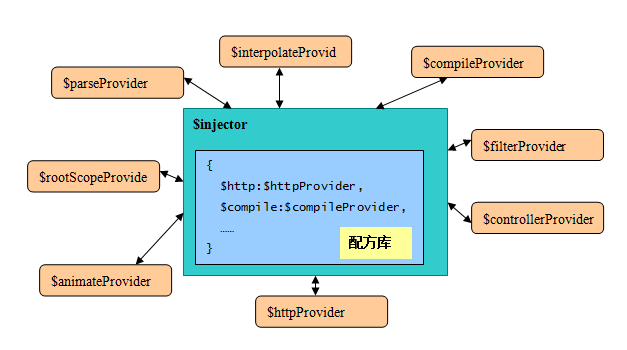 $interpolateProvid
$parseProvider
$compileProvider
$injector
{
$http:$httpProvider,
$compile:$compileProvider,
……
}
配方库
$filterProvider
$rootScopeProvide
$controllerProvider
$animateProvider
$httpProvider